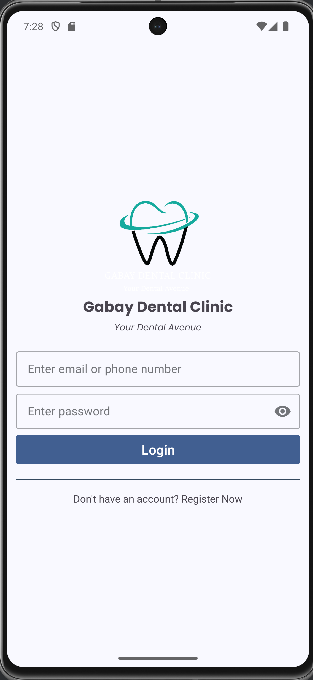 7:28
Gabay Dental Clinic
Your Dental Avenue
Enter email or phone number
Enter password
Login
Don't have an account? Register Now